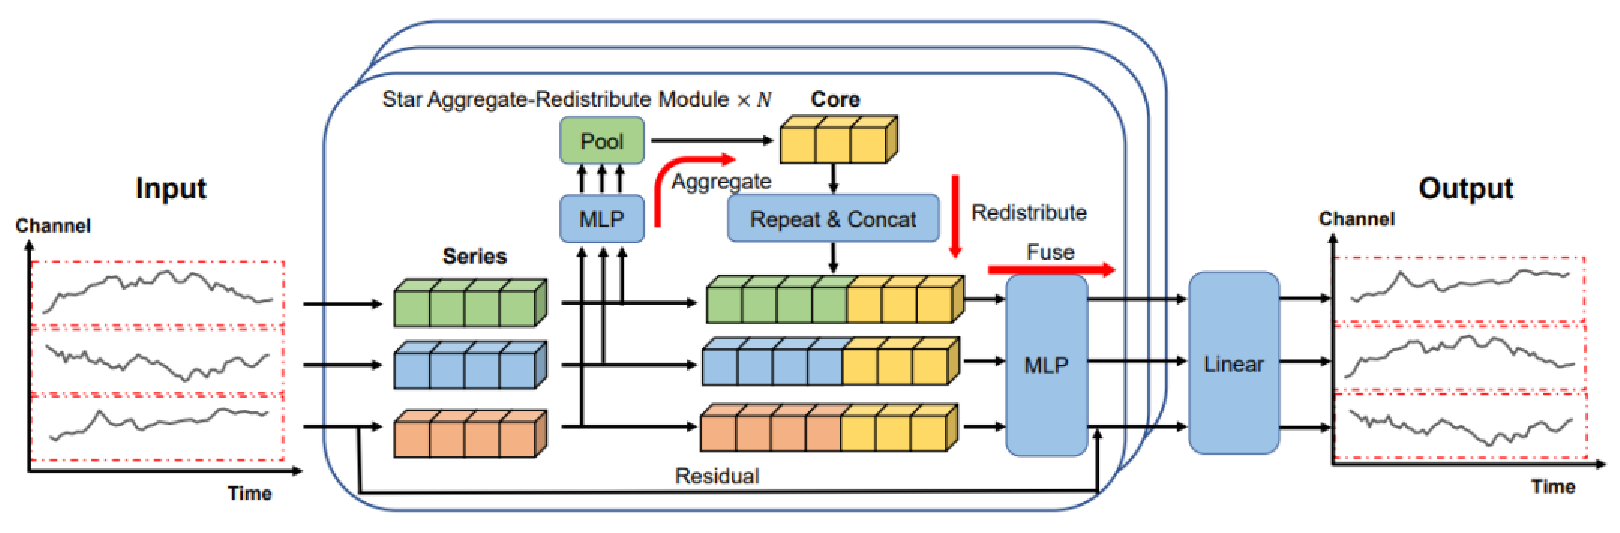 Star Aggregate-Redistribute Module × N
Core
Pool
Aggregate
Input
Channel
MLP
Repeat & Concat
Redistribute
Series
Fuse
MLP
Linear
Residual
Time
Output
Channel
Time